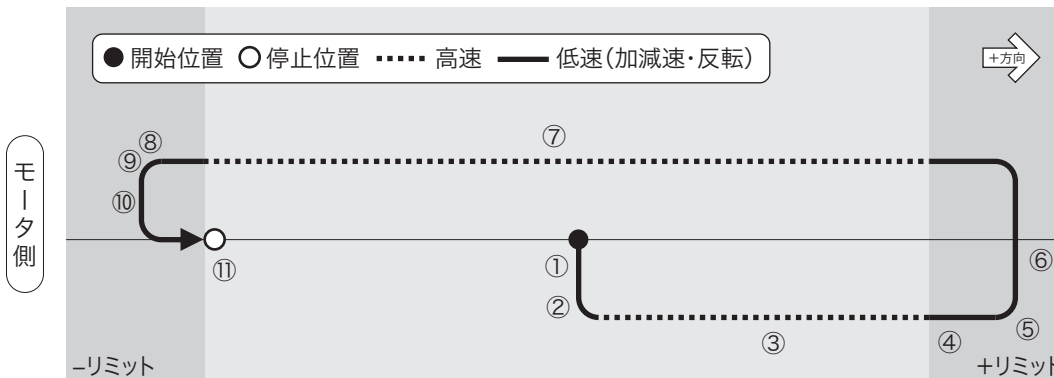 ●開始位置 ○停止位置 高速 低速(加減速・反転)
+方向
モータ側
⑧
⑦
⑨
⑩
①
⑥
⑪
②
③
④
⑤
−リミット
+リミット